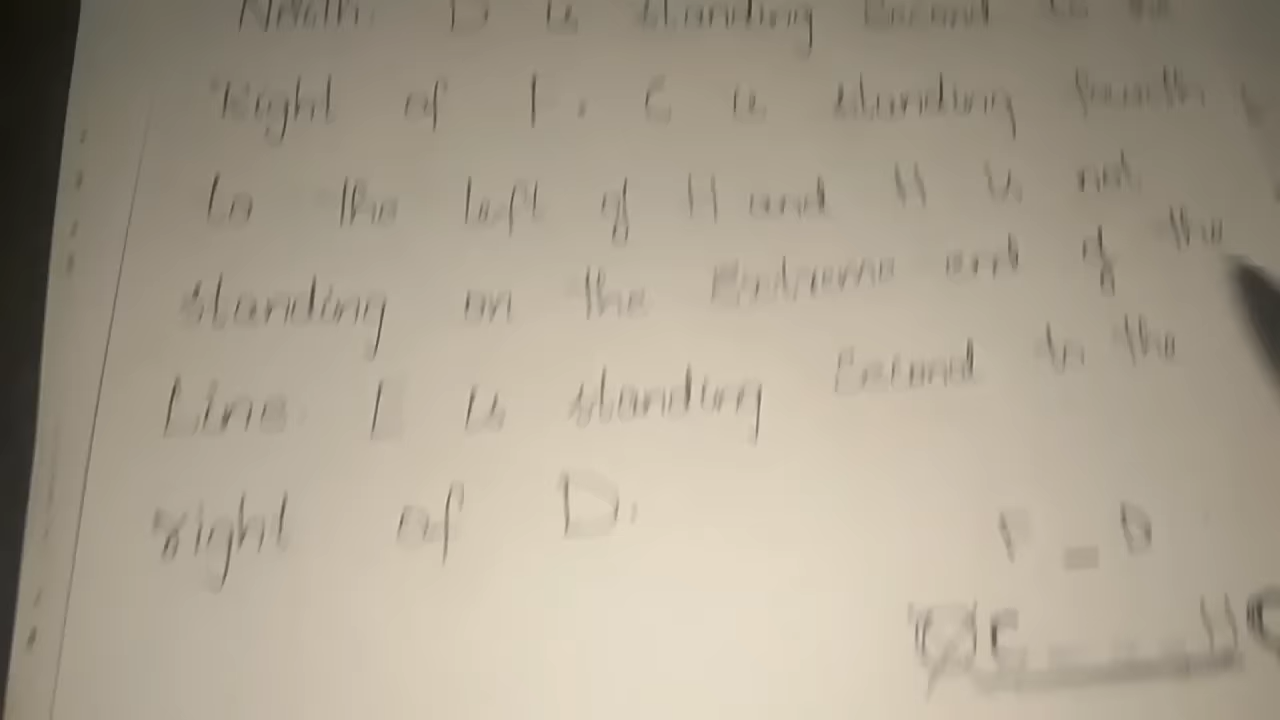 North. D is standing second to the
right of F. C is standing fourth
to the left of H and H is not
standing on the extreme end of the
Line. E is standing second to the
right of D.
F _ D
C _ _ _ H